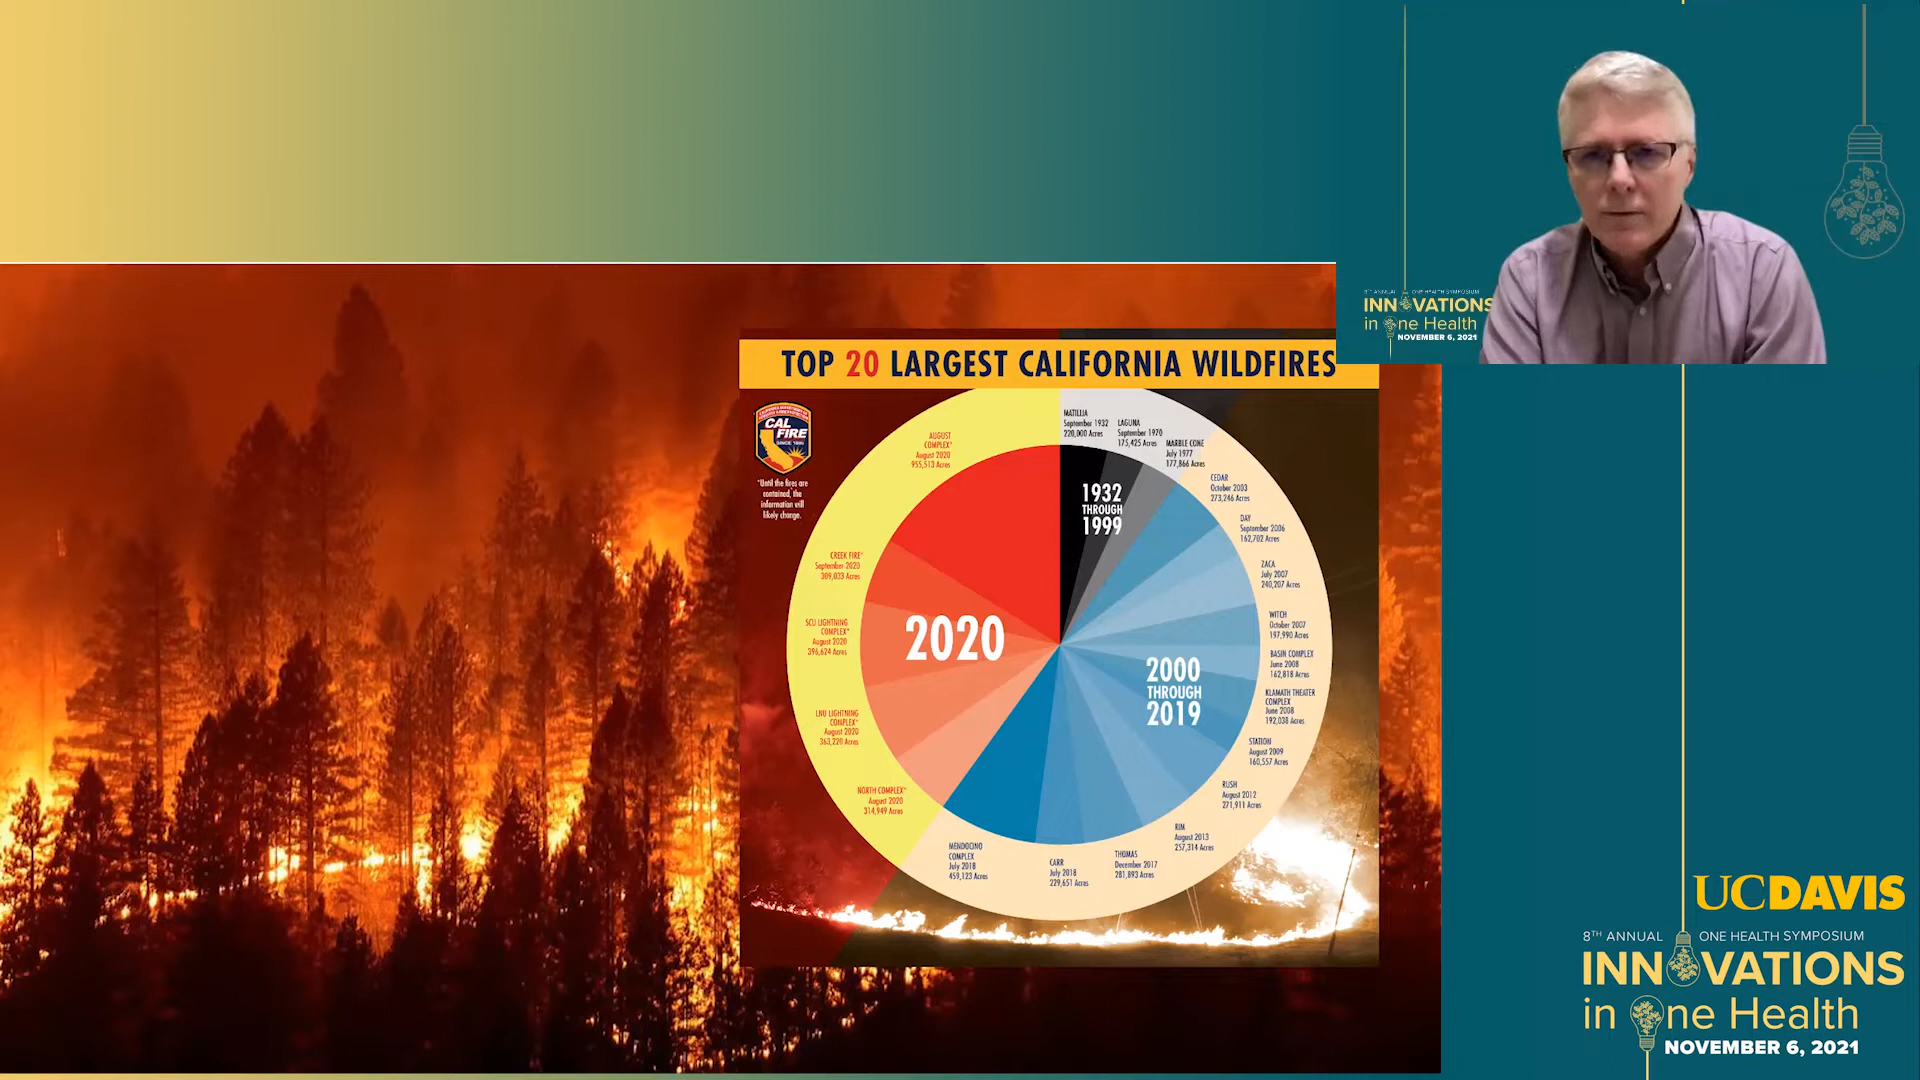 8TH ANNUAL ONE HEALTH SYMPOSIUM
INNOVATIONS
in One Health
NOVEMBER 6, 2021
TOP 20 LARGEST CALIFORNIA WILDFIRES
CAL
FIRE
SINCE 1885
*Until the fires are
contained, the
information will
likely change.
MATILIJA
September 1932
220,000 Acres
LAGUNA
September 1970
175,425 Acres
MARBLE CONE
July 1977
177,866 Acres
CEDAR
October 2003
273,246 Acres
DAY
September 2006
162,702 Acres
ZACA
July 2007
240,207 Acres
WITCH
October 2007
197,990 Acres
BASIN COMPLEX
June 2008
162,818 Acres
KLAMATH THEATER
COMPLEX
June 2008
192,038 Acres
STATION
August 2009
160,557 Acres
RUSH
August 2012
271,911 Acres
RIM
August 2013
257,314 Acres
THOMAS
December 2017
281,893 Acres
CARR
July 2018
229,651 Acres
MENDOCINO
COMPLEX
July 2018
459,123 Acres
NORTH COMPLEX*
August 2020
314,949 Acres
LNU LIGHTNING
COMPLEX*
August 2020
363,220 Acres
SCU LIGHTNING
COMPLEX*
August 2020
396,624 Acres
CREEK FIRE*
September 2020
309,033 Acres
AUGUST
COMPLEX*
August 2020
955,513 Acres
1932
THROUGH
1999
2020
2000
THROUGH
2019
UCDAVIS
8TH ANNUAL ONE HEALTH SYMPOSIUM
INNOVATIONS
in One Health
NOVEMBER 6, 2021